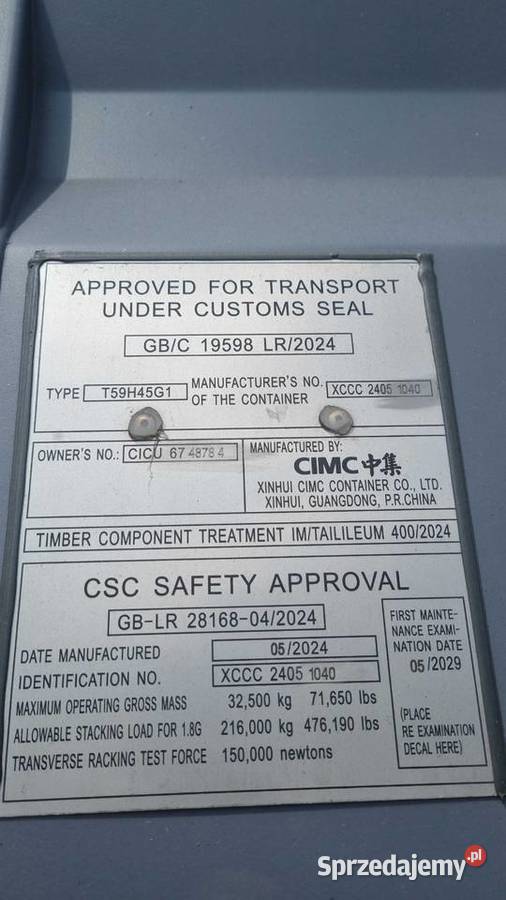 APPROVED FOR TRANSPORT
UNDER CUSTOMS SEAL
GB/C 19598 LR/2024
TYPE T59H45G1
MANUFACTURER'S NO.
OF THE CONTAINER
XCCC 2405 1040
OWNER'S NO.: CICU 67 4878 4
MANUFACTURED BY:
CIMC中集
XINHUI CIMC CONTAINER CO., LTD.
XINHUI, GUANGDONG, P.R.CHINA
TIMBER COMPONENT TREATMENT IM/TAILILEUM 400/2024
CSC SAFETY APPROVAL
GB-LR 28168-04/2024
DATE MANUFACTURED 05/2024
IDENTIFICATION NO. XCCC 2405 1040
MAXIMUM OPERATING GROSS MASS 32,500 kg 71,650 lbs
ALLOWABLE STACKING LOAD FOR 1.8G 216,000 kg 476,190 lbs
TRANSVERSE RACKING TEST FORCE 150,000 newtons
FIRST MAINTE-
NANCE EXAMI-
NATION DATE
05/2029
(PLACE
RE EXAMINATION
DECAL HERE)
Sprzedajemy.pl